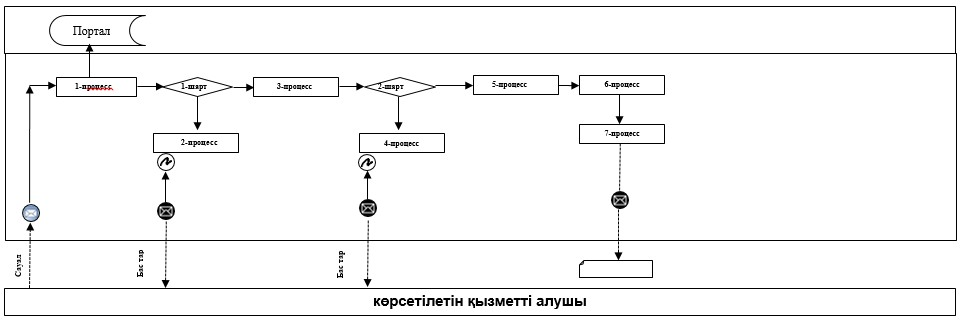 Портал
1-процесс
1-шарт
3-процесс
2-шарт
5-процесс
6-процесс
2-процесс
4-процесс
7-процесс
Сауал
Бас тар
Бас тар
көрсетілетін қызметті алушы